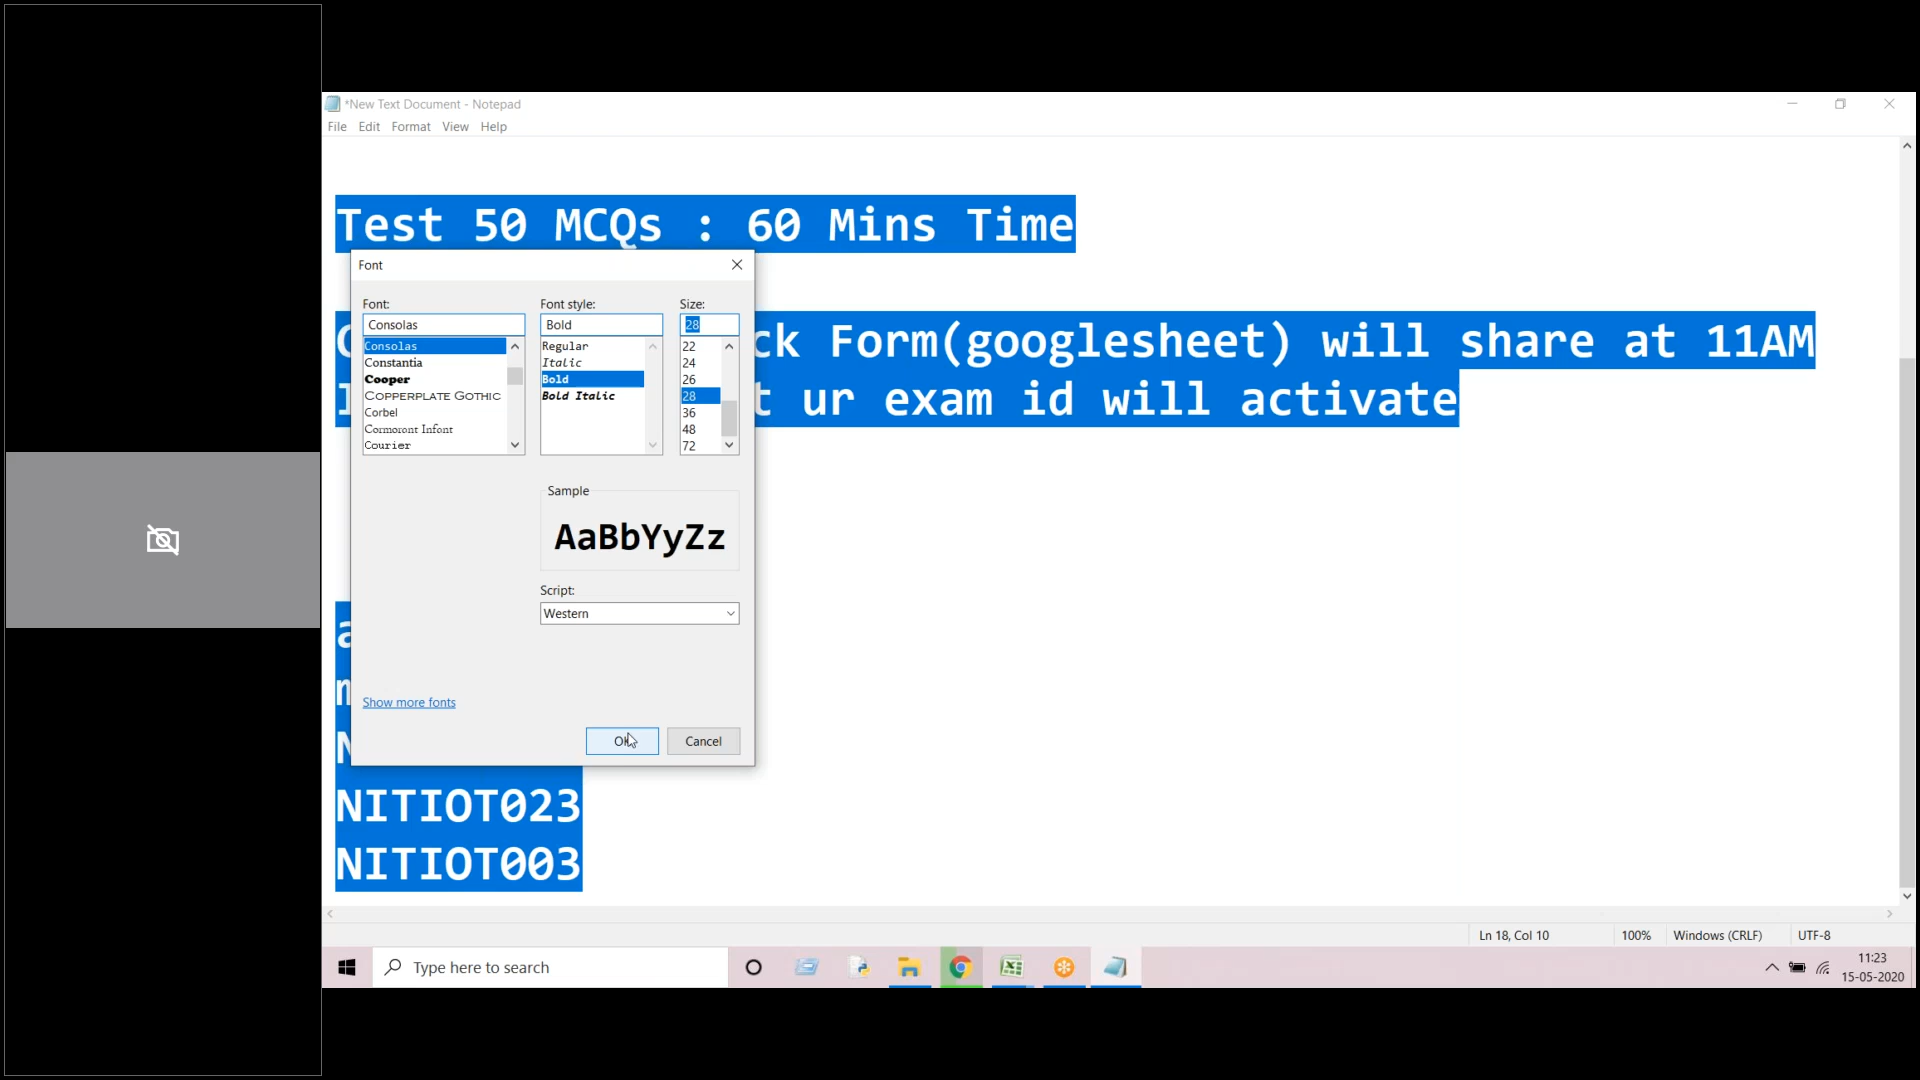 *New Text Document - Notepad
File Edit Format View Help
Test 50 MCQs : 60 Mins Time
ck Form(googlesheet) will share at 11AM
t ur exam id will activate
Font
Font: Font style: Size:
Consolas Bold 28
Consolas Regular 22
Constantia Italic 24
Cooper Bold 26
Copperplate Gothic Bold Italic 28
Corbel 36
Cormorant Infant 48
Courier 72
Sample
AaBbYyZz
Script:
Western
Show more fonts
OK Cancel
NITIOT023
NITIOT003
Ln 18, Col 10 100% Windows (CRLF) UTF-8
Type here to search
11:23
15-05-2020